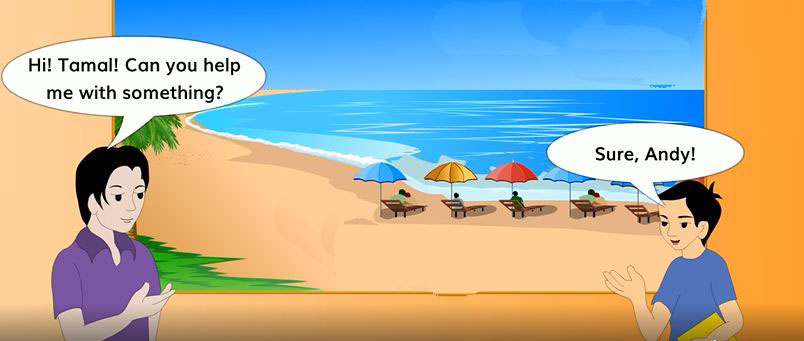 Hi! Tamal! Can you help
me with something?
Sure, Andy!